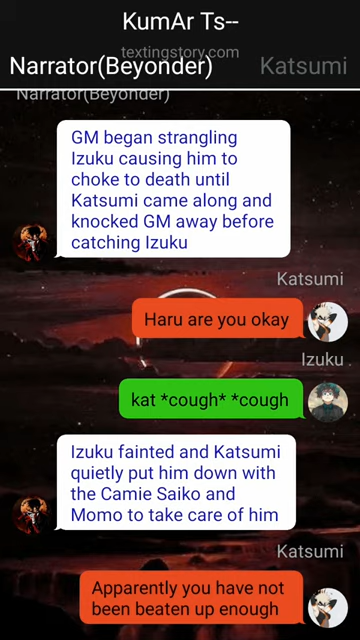 KumAr Ts--
textingstory.com
Narrator(Beyonder) Katsumi
Narrator(Beyonder)
GM began strangling
Izuku causing him to
choke to death until
Katsumi came along and
knocked GM away before
catching Izuku
Katsumi
Haru are you okay
Izuku
kat *cough* *cough
Izuku fainted and Katsumi
quietly put him down with
the Camie Saiko and
Momo to take care of him
Katsumi
Apparently you have not
been beaten up enough